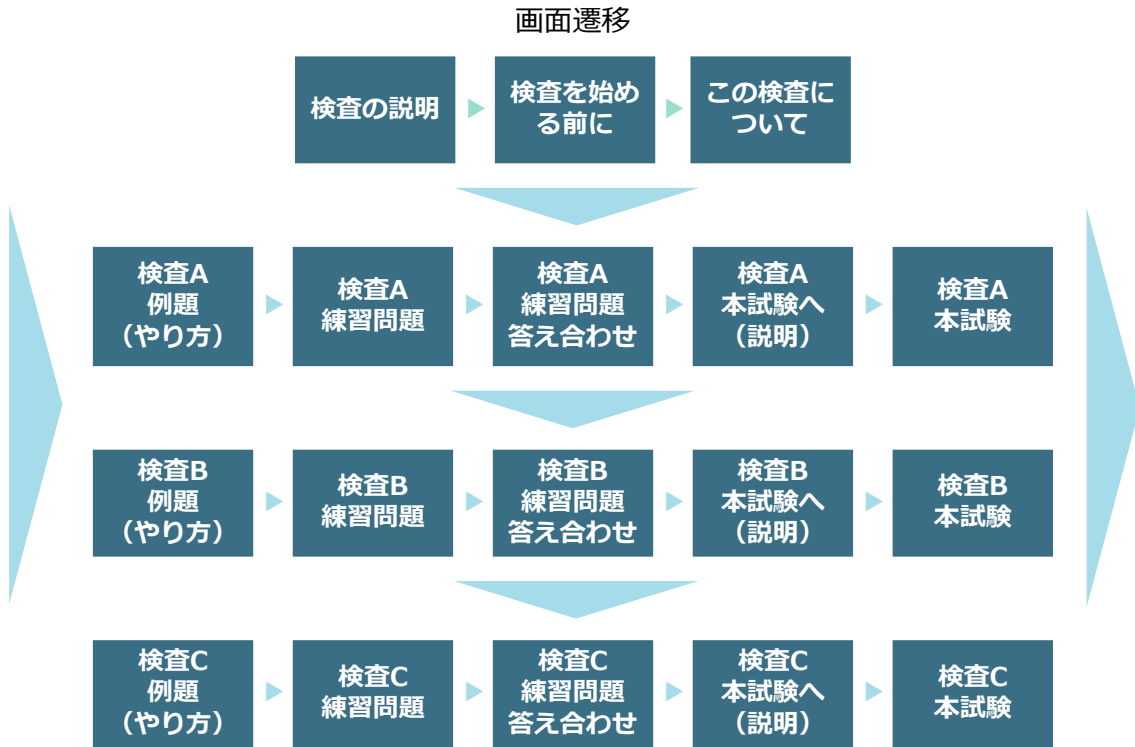 画面遷移
検査の説明
検査を始め
る前に
この検査に
ついて
検査A
例題
（やり方）
検査A
練習問題
検査A
練習問題
答え合わせ
検査A
本試験へ
（説明）
検査A
本試験
検査B
例題
（やり方）
検査B
練習問題
検査B
練習問題
答え合わせ
検査B
本試験へ
（説明）
検査B
本試験
検査C
例題
（やり方）
検査C
練習問題
検査C
練習問題
答え合わせ
検査C
本試験へ
（説明）
検査C
本試験